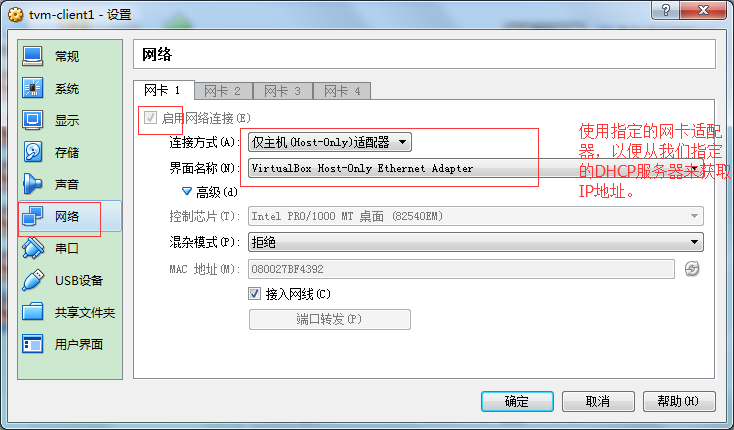 tvm-client1 - 设置
常规
系统
显示
存储
声音
网络
串口
USB设备
共享文件夹
用户界面
网络
网卡 1
网卡 2
网卡 3
网卡 4
启用网络连接(E)
连接方式(A):
仅主机(Host-Only)适配器
界面名称(N):
VirtualBox Host-Only Ethernet Adapter
高级(d)
控制芯片(T):
Intel PRO/1000 MT 桌面 (82540EM)
混杂模式(P):
拒绝
MAC 地址(M):
080027BF4392
接入网线(C)
端口转发(P)
使用指定的网卡适配
器，以便从我们指定
的DHCP服务器来获取
IP地址。
确定
取消
帮助(H)